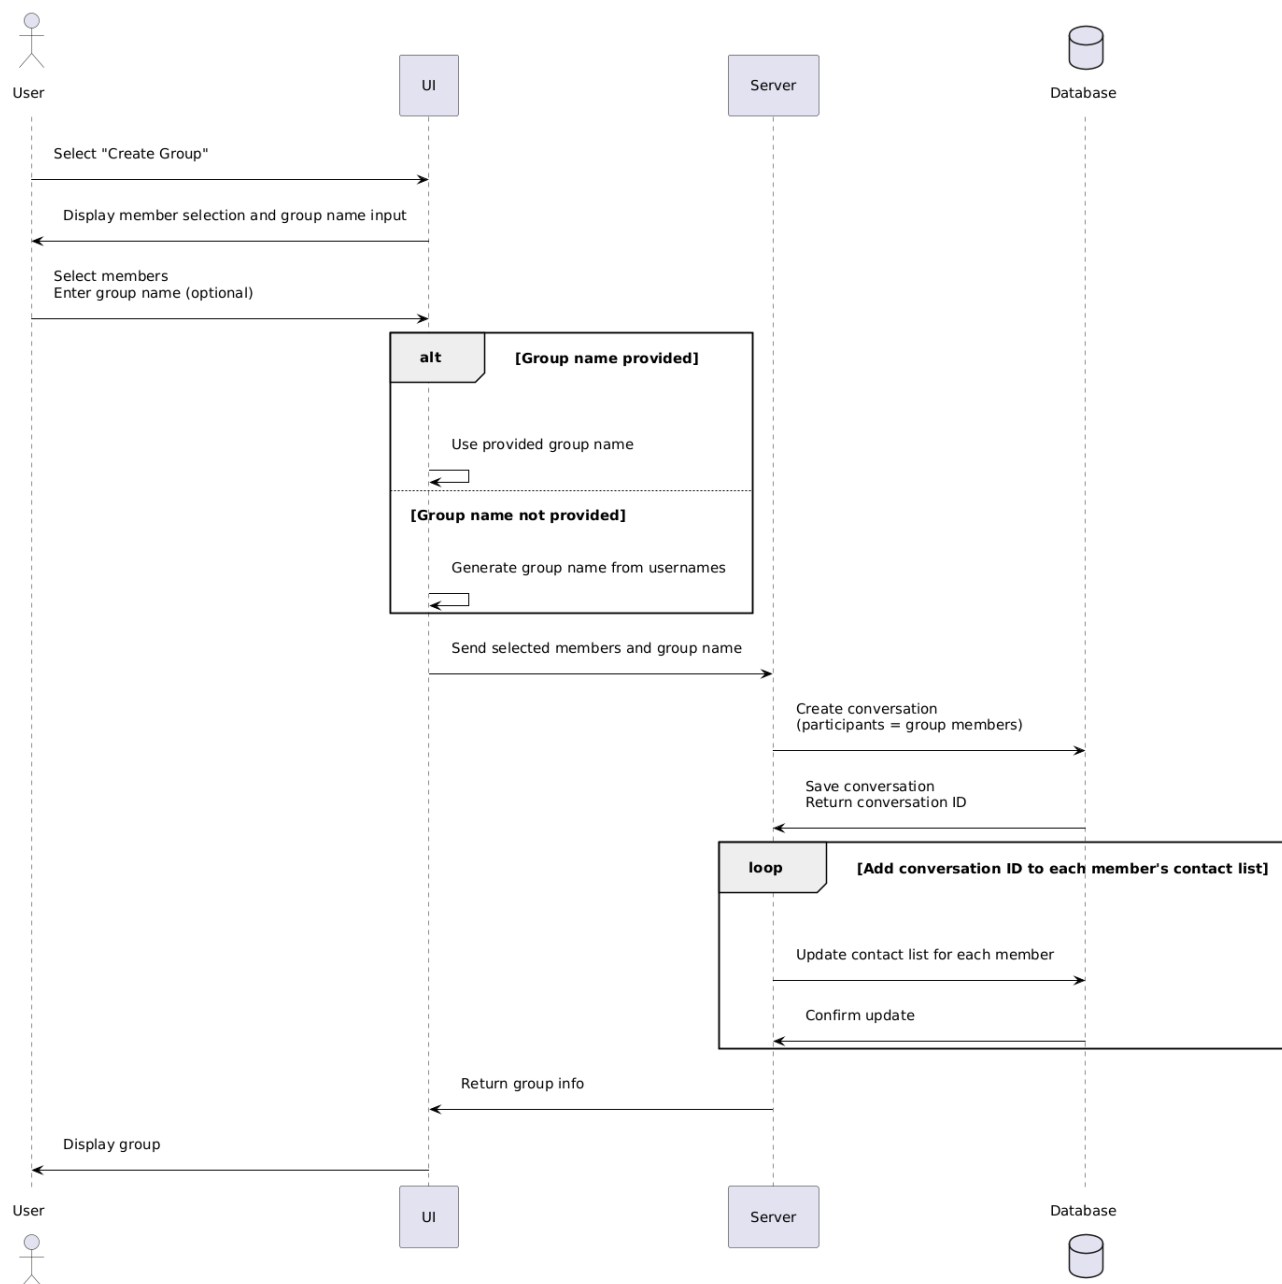 User
UI
Server
Database
Select "Create Group"
Display member selection and group name input
Select members
Enter group name (optional)
alt
[Group name provided]
Use provided group name
[Group name not provided]
Generate group name from usernames
Send selected members and group name
Create conversation
(participants = group members)
Save conversation
Return conversation ID
loop
[Add conversation ID to each member's contact list]
Update contact list for each member
Confirm update
Return group info
Display group
User
UI
Server
Database